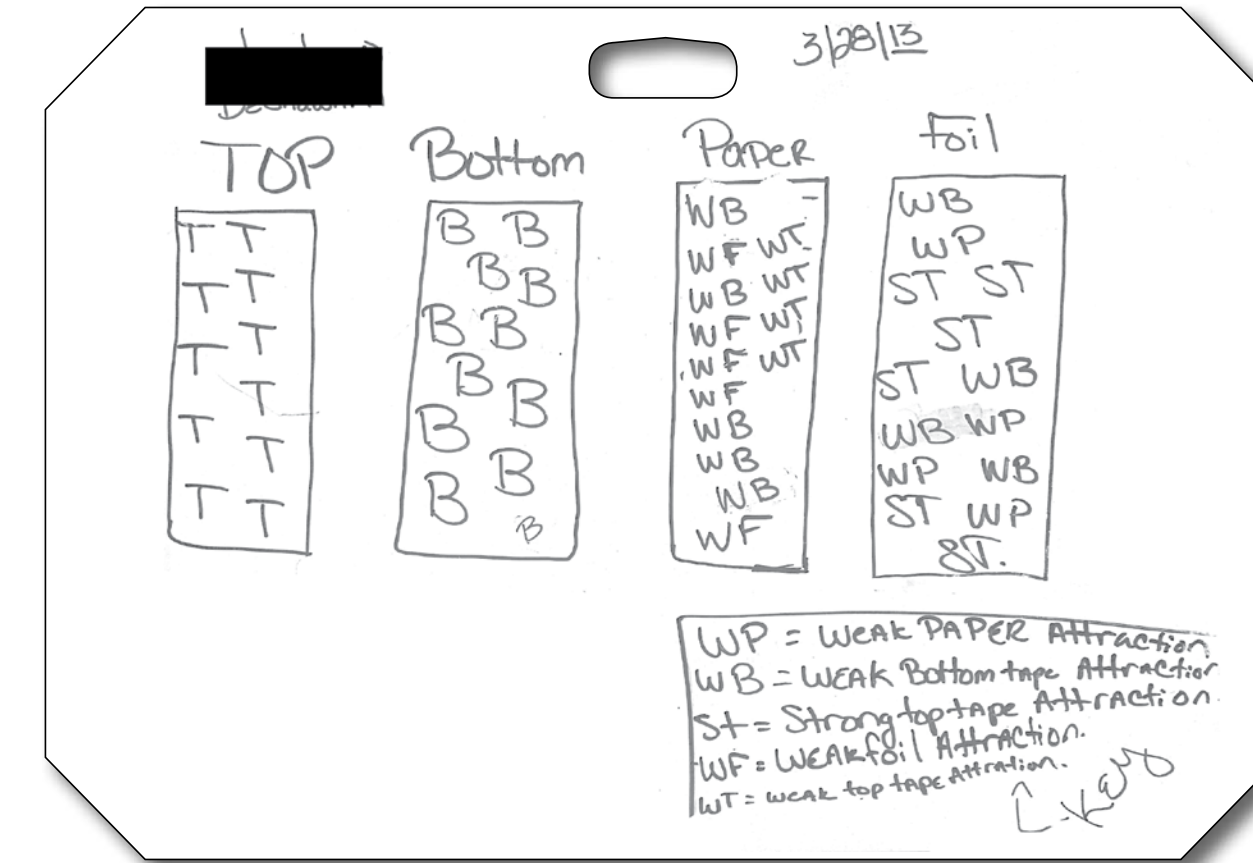 3/28/13
TOP
Bottom
Paper
foil
T T
T T
T T
T T
T T
T T
B B
B B
B B
B B
B B
B B
WB
WF WT
WB WT
WF WT
WF WT
WF
WB
WB
WB
WF
WB
WP
ST ST
ST
ST WB
WB WP
WP WB
ST WP
ST.
WP = WEAK PAPER Attraction
WB = WEAK Bottom tape Attraction
St = Strong top tape Attraction
WF = WEAK foil Attraction.
WT = weak top tape Attration.
Key